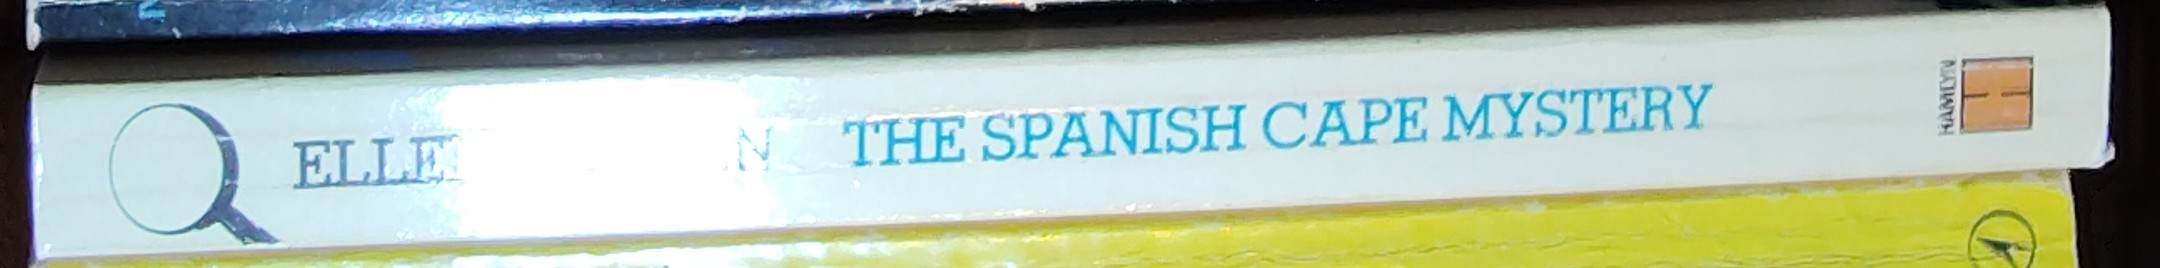 THE SPANISH CAPE MYSTERY
HAMLYN